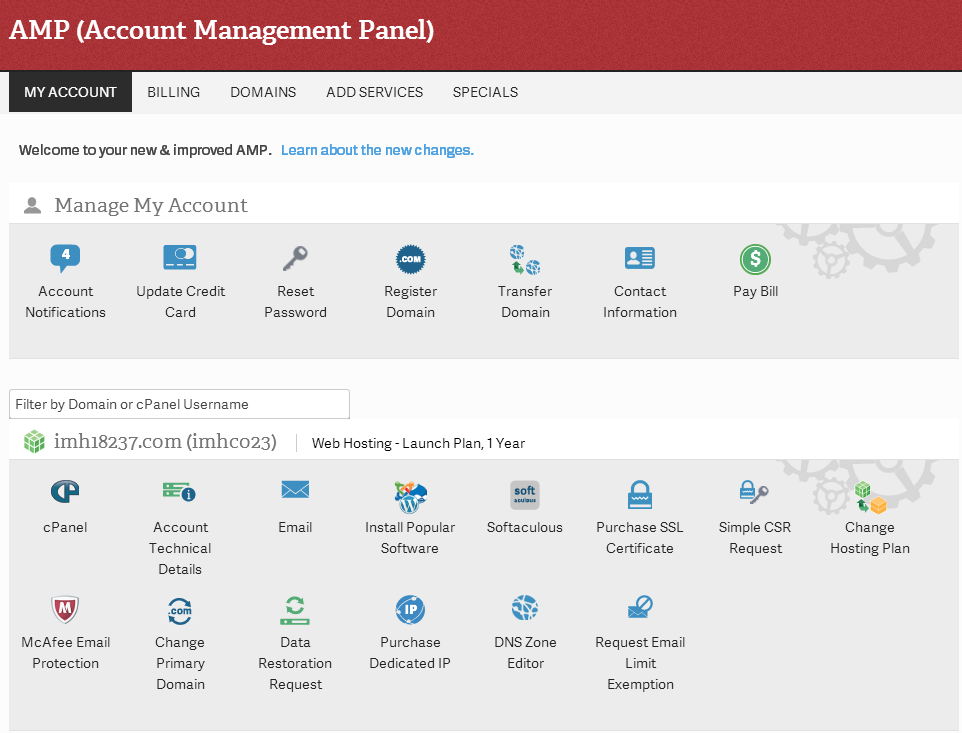 AMP (Account Management Panel)
MY ACCOUNT BILLING DOMAINS ADD SERVICES SPECIALS
Welcome to your new & improved AMP. Learn about the new changes.
Manage My Account
4 .COM $
Account Update Credit Reset Register Transfer Contact Pay Bill
Notifications Card Password Domain Domain Information
Filter by Domain or cPanel Username
imh18237.com (imhc023) Web Hosting - Launch Plan, 1 Year
soft
aculous
cPanel Account Email Install Popular Softaculous Purchase SSL Simple CSR Change
Technical Software Certificate Request Hosting Plan
Details
.com IP
McAfee Email Change Data Purchase DNS Zone Request Email
Protection Primary Restoration Dedicated IP Editor Limit
Domain Request Exemption